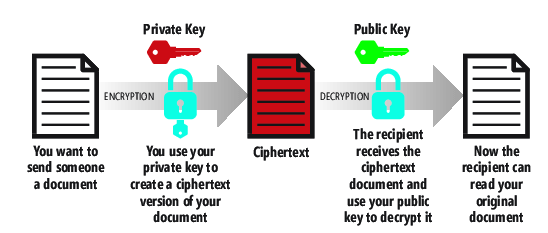 Private Key
Public Key
ENCRYPTION
DECRYPTION
You want to
send someone
a document
You use your
private key to
create a ciphertext
version of your
document
Ciphertext
The recipient
receives the
ciphertext
document and
use your public
key to decrypt it
Now the
recipient can
read your
original
document